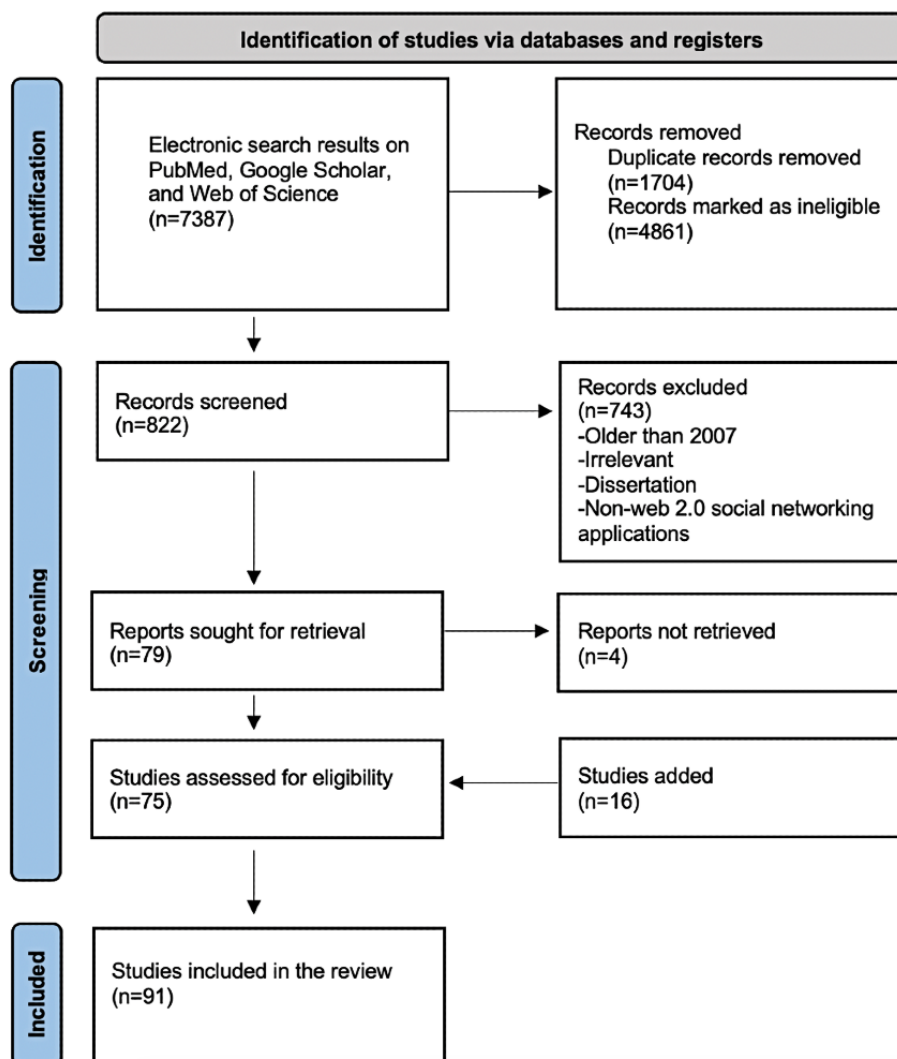 Identification of studies via databases and registers
Identification
Electronic search results on
PubMed, Google Scholar,
and Web of Science
(n=7387)
Records removed
Duplicate records removed
(n=1704)
Records marked as ineligible
(n=4861)
Screening
Records screened
(n=822)
Records excluded
(n=743)
-Older than 2007
-Irrelevant
-Dissertation
-Non-web 2.0 social networking
applications
Reports sought for retrieval
(n=79)
Reports not retrieved
(n=4)
Studies assessed for eligibility
(n=75)
Studies added
(n=16)
Included
Studies included in the review
(n=91)